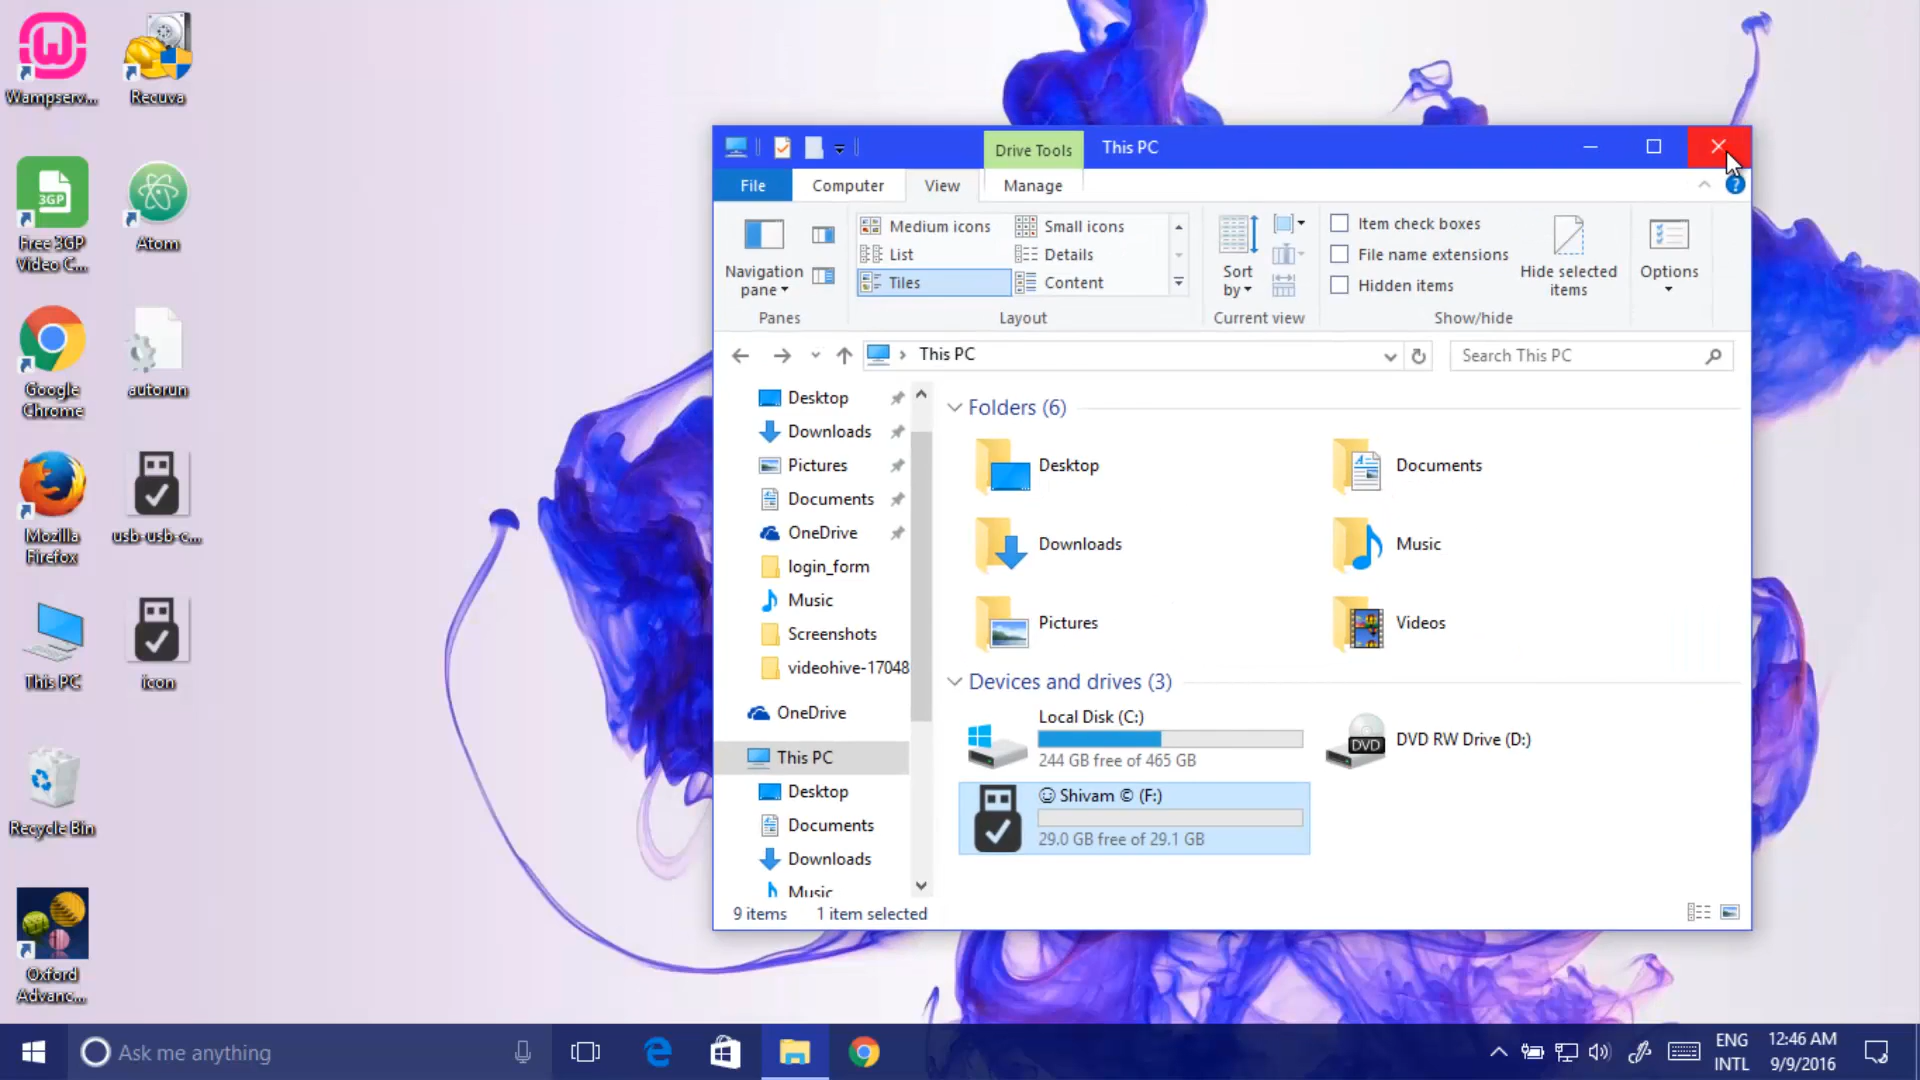 Wampserv...
Recuva
3GP
Free 3GP
Video C...
Atom
Google
Chrome
autorun
Mozilla
Firefox
usb-usb-c...
This PC
icon
Recycle Bin
Oxford
Advanc...
Drive Tools
This PC
File
Computer
View
Manage
?
Navigation
pane
Panes
Medium icons
Small icons
List
Details
Tiles
Content
Layout
Sort
by
Current view
Item check boxes
File name extensions
Hidden items
Hide selected
items
Show/hide
Options
This PC
Search This PC
Desktop
Downloads
Pictures
Documents
OneDrive
login_form
Music
Screenshots
videohive-17048
OneDrive
This PC
Desktop
Documents
Downloads
Music
Folders (6)
Desktop
Documents
Downloads
Music
Pictures
Videos
Devices and drives (3)
Local Disk (C:)
244 GB free of 465 GB
DVD
DVD RW Drive (D:)
☺ Shivam © (F:)
29.0 GB free of 29.1 GB
9 items
1 item selected
Ask me anything
ENG
INTL
12:46 AM
9/9/2016